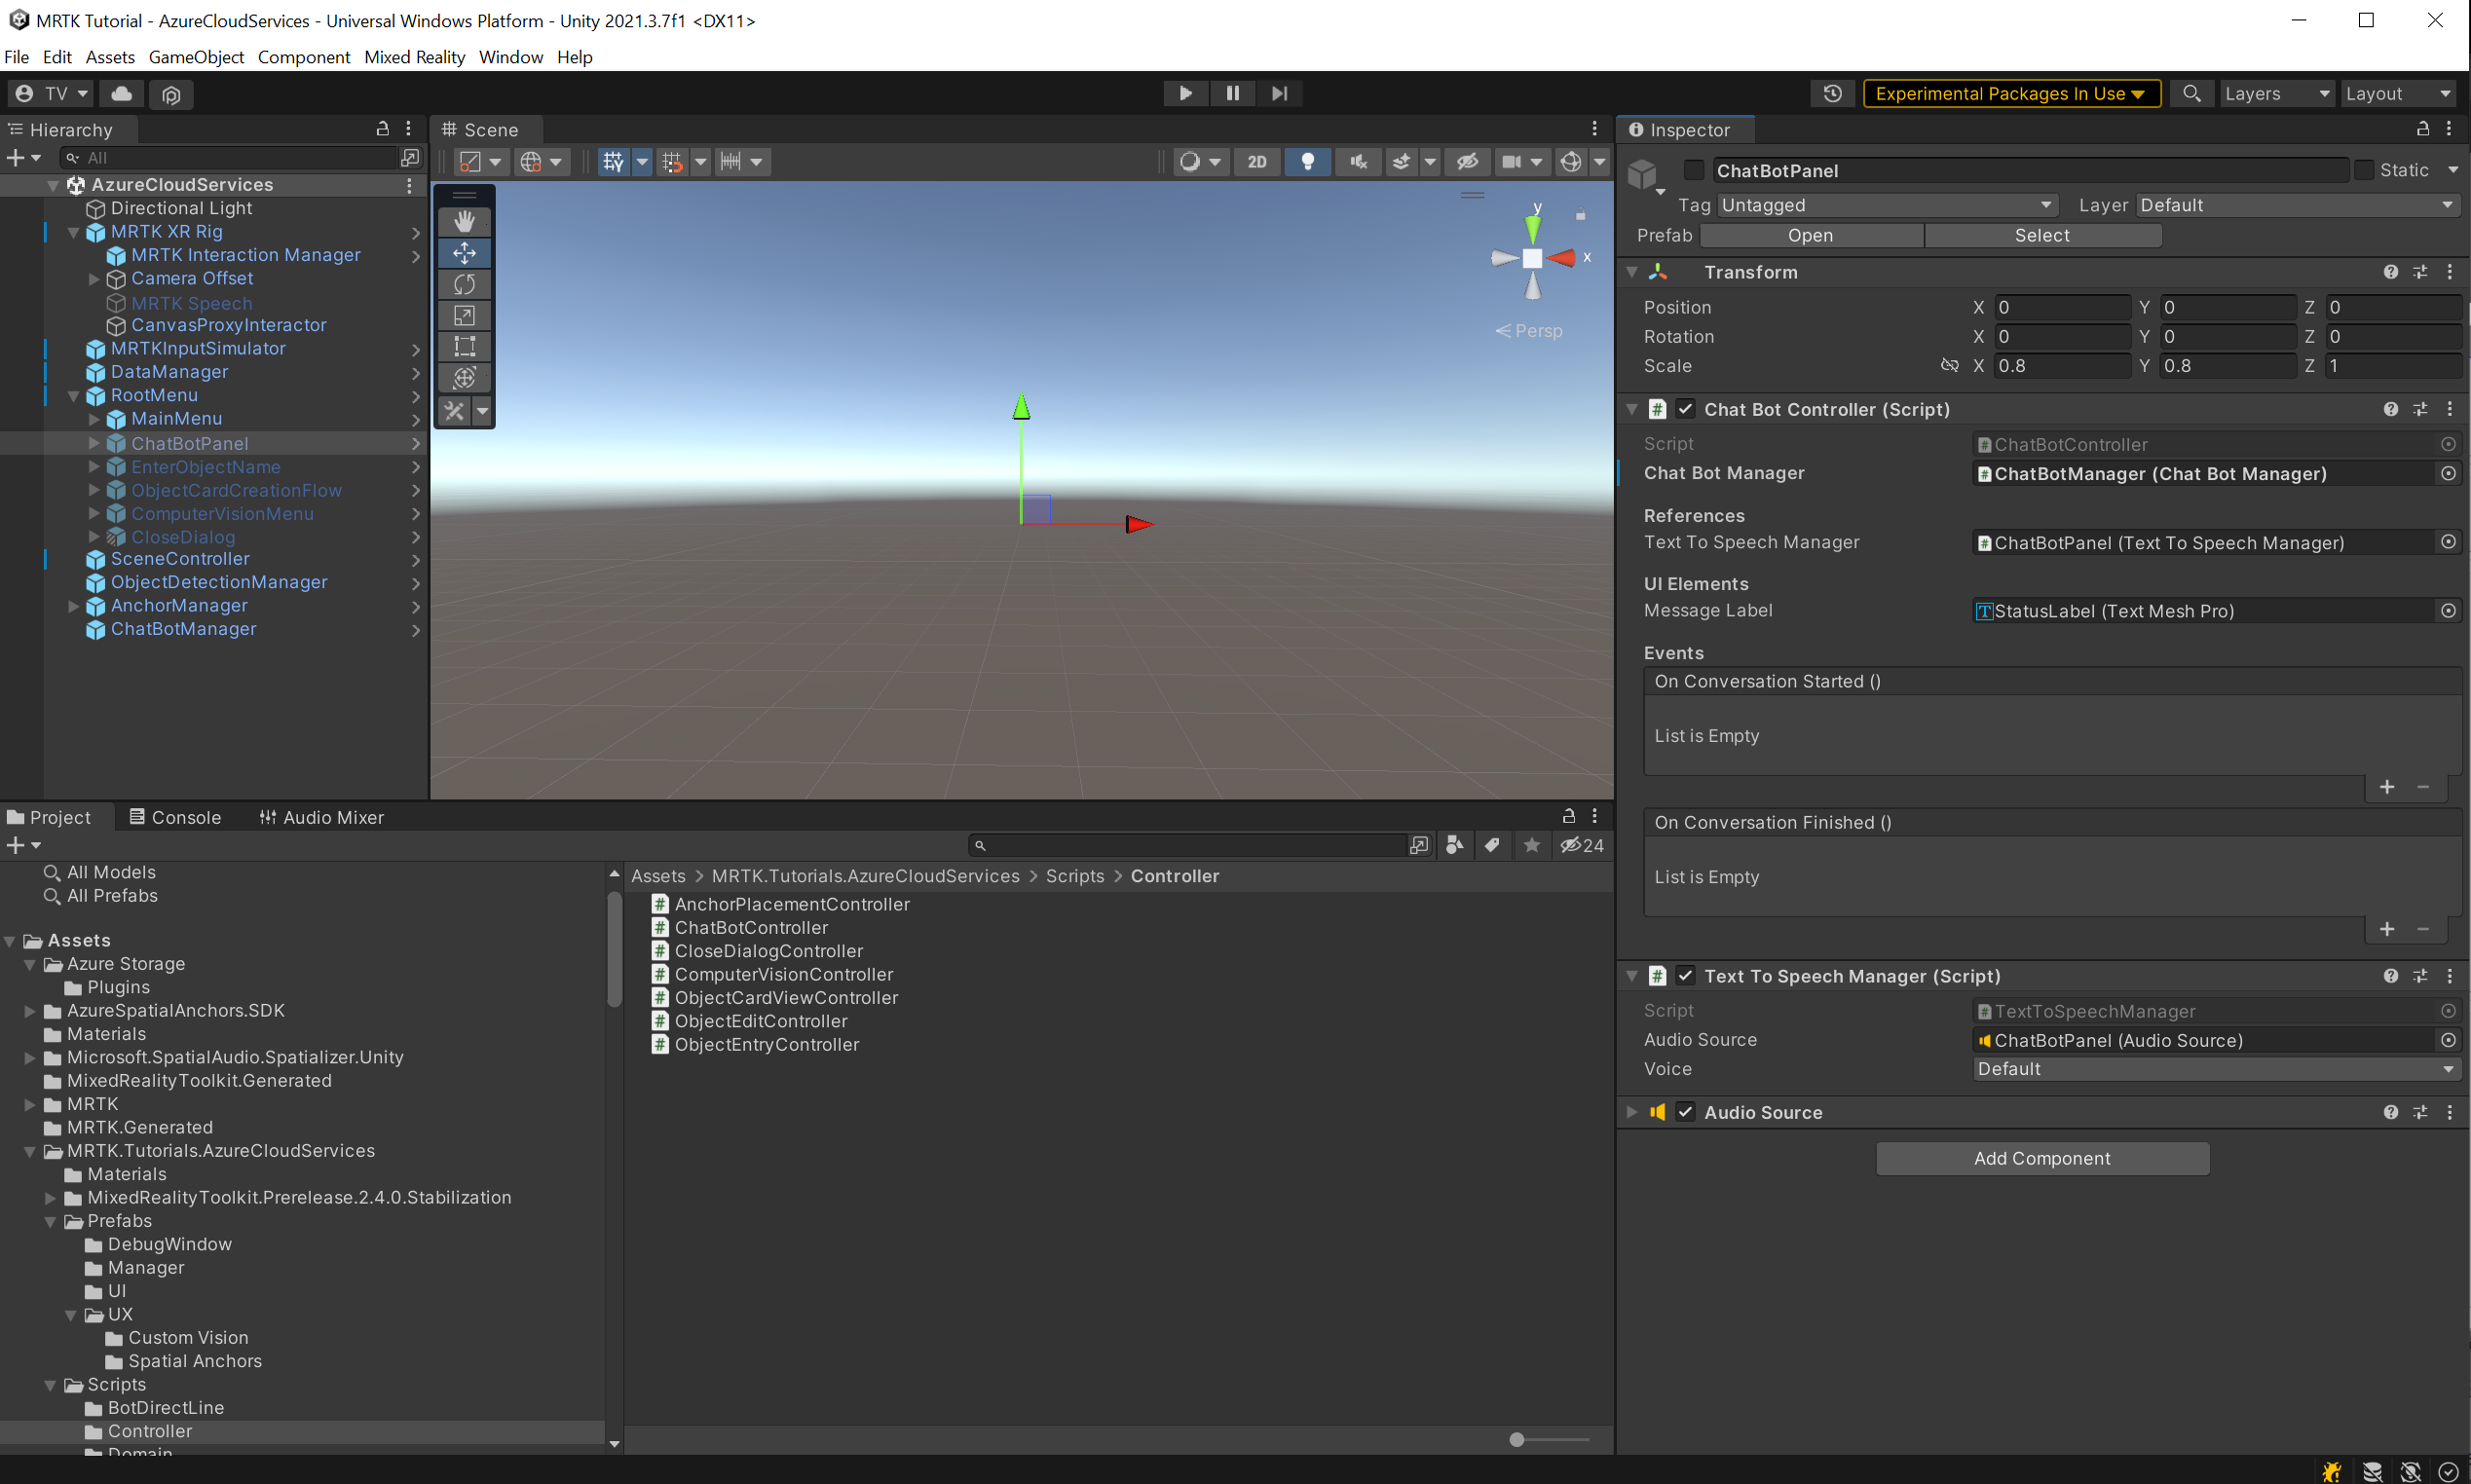 MRTK Tutorial - AzureCloudServices - Universal Windows Platform - Unity 2021.3.7f1 <DX11>
File Edit Assets GameObject Component Mixed Reality Window Help
TV
Experimental Packages In Use
Layers
Layout
Hierarchy
All
AzureCloudServices
Directional Light
MRTK XR Rig
MRTK Interaction Manager
Camera Offset
MRTK Speech
CanvasProxyInteractor
MRTKInputSimulator
DataManager
RootMenu
MainMenu
ChatBotPanel
EnterObjectName
ObjectCardCreationFlow
ComputerVisionMenu
CloseDialog
SceneController
ObjectDetectionManager
AnchorManager
ChatBotManager
Scene
2D
y
x
Persp
Inspector
ChatBotPanel
Static
Tag Untagged Layer Default
Prefab Open Select
Transform
Position X 0 Y 0 Z 0
Rotation X 0 Y 0 Z 0
Scale X 0.8 Y 0.8 Z 1
Chat Bot Controller (Script)
Script ChatBotController
Chat Bot Manager ChatBotManager (Chat Bot Manager)
References
Text To Speech Manager ChatBotPanel (Text To Speech Manager)
UI Elements
Message Label StatusLabel (Text Mesh Pro)
Events
On Conversation Started ()
List is Empty
+ −
On Conversation Finished ()
List is Empty
+ −
Text To Speech Manager (Script)
Script TextToSpeechManager
Audio Source ChatBotPanel (Audio Source)
Voice Default
Audio Source
Add Component
Project Console Audio Mixer
24
All Models
All Prefabs
Assets
Azure Storage
Plugins
AzureSpatialAnchors.SDK
Materials
Microsoft.SpatialAudio.Spatializer.Unity
MixedRealityToolkit.Generated
MRTK
MRTK.Generated
MRTK.Tutorials.AzureCloudServices
Materials
MixedRealityToolkit.Prerelease.2.4.0.Stabilization
Prefabs
DebugWindow
Manager
UI
UX
Custom Vision
Spatial Anchors
Scripts
BotDirectLine
Controller
Domain
Assets > MRTK.Tutorials.AzureCloudServices > Scripts > Controller
AnchorPlacementController
ChatBotController
CloseDialogController
ComputerVisionController
ObjectCardViewController
ObjectEditController
ObjectEntryController